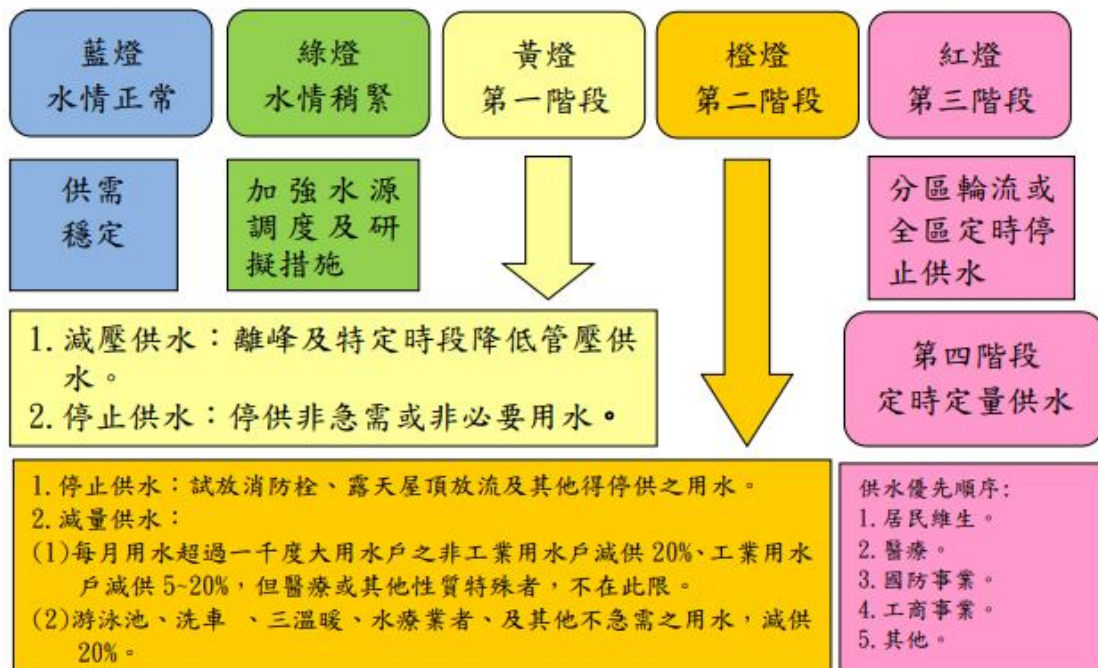 藍燈
水情正常
綠燈
水情稍緊
黃燈
第一階段
橙燈
第二階段
紅燈
第三階段
供需
穩定
加強水源
調度及研
擬措施
分區輪流或
全區定時停
止供水
1.減壓供水：離峰及特定時段降低管壓供
水。
2.停止供水：停供非急需或非必要用水。
第四階段
定時定量供水
1.停止供水：試放消防栓、露天屋頂放流及其他得停供之用水。
2.減量供水：
(1)每月用水超過一千度大用水戶之非工業用水戶減供 20%、工業用水
戶減供 5~20%，但醫療或其他性質特殊者，不在此限。
(2)游泳池、洗車 、三溫暖、水療業者、及其他不急需之用水，減供
20%。
供水優先順序:
1.居民維生。
2.醫療。
3.國防事業。
4.工商事業。
5.其他。